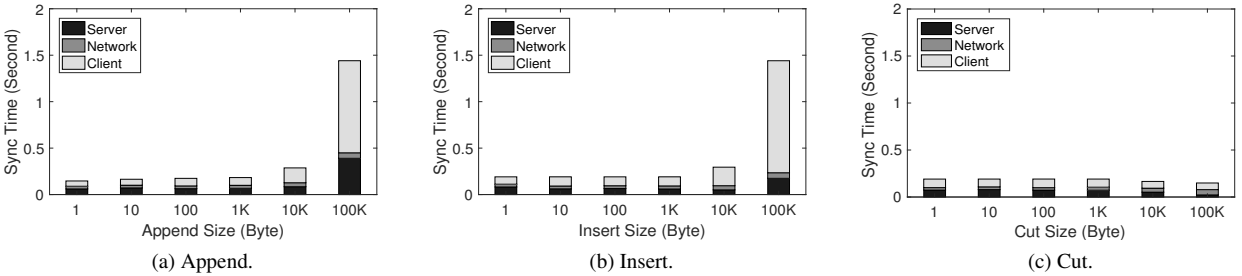 2
1.5
1
0.5
0
Sync Time (Second)
Server
Network
Client
1 10 100 1K 10K 100K
Append Size (Byte)
(a) Append.
2
1.5
1
0.5
0
Sync Time (Second)
Server
Network
Client
1 10 100 1K 10K 100K
Insert Size (Byte)
(b) Insert.
2
1.5
1
0.5
0
Sync Time (Second)
Server
Network
Client
1 10 100 1K 10K 100K
Cut Size (Byte)
(c) Cut.